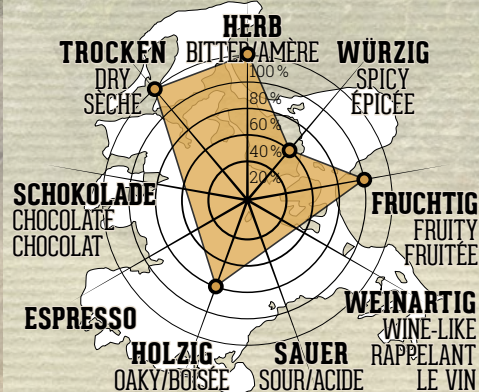 HERB
BITTER/AMÈRE
TROCKEN
DRY
SÈCHE
WÜRZIG
SPICY
ÉPICÉE
100%
80%
60%
40%
20%
SCHOKOLADE
CHOCOLATE
CHOCOLAT
FRUCHTIG
FRUITY
FRUITÉE
ESPRESSO
WEINARTIG
WINE-LIKE
RAPPELANT
LE VIN
HOLZIG
OAKY/BOISÉE
SAUER
SOUR/ACIDE